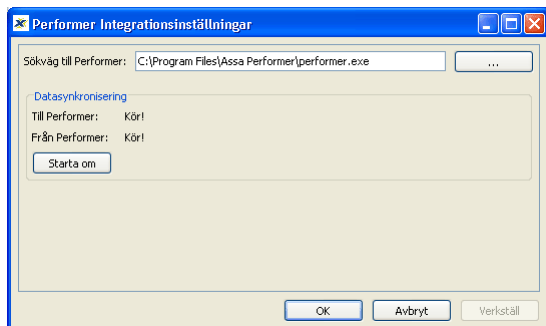 Performer Integrationsinställningar
Sökväg till Performer: C:\Program Files\Assa Performer\performer.exe ...
Datasynkronisering
Till Performer: Kör!
Från Performer: Kör!
Starta om
OK Avbryt Verkställ